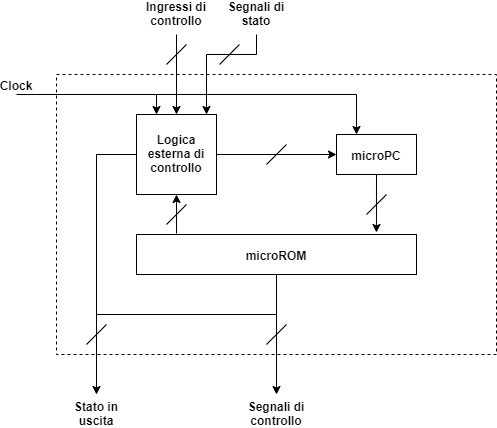 Ingressi di
controllo
Segnali di
stato
Clock
Logica
esterna di
controllo
microPC
microROM
Stato in
uscita
Segnali di
controllo